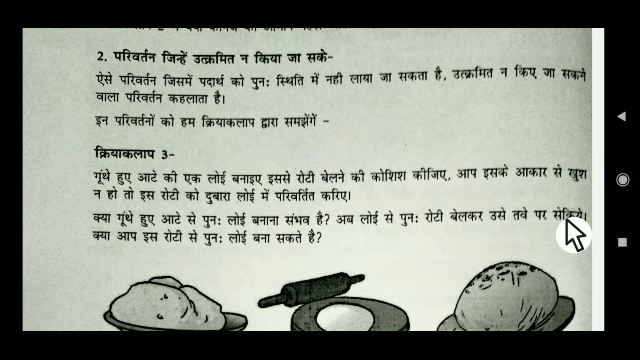 2. परिवर्तन जिन्हें उत्क्रमित न किया जा सके-
ऐसे परिवर्तन जिसमें पदार्थ को पुन: स्थिति में नही लाया जा सकता है, उत्क्रमित न किए जा सकने
वाला परिवर्तन कहलाता है।
इन परिवर्तनों को हम क्रियाकलाप द्वारा समझेंगें -
क्रियाकलाप 3-
गूंथे हुए आटे की एक लोई बनाइए इससे रोटी बेलने की कोशिश कीजिए, आप इसके आकार से खुश
न हो तो इस रोटी को दुबारा लोई में परिवर्तित करिए।
क्या गूंथे हुए आटे से पुन: लोई बनाना संभव है? अब लोई से पुन: रोटी बेलकर उसे तवे पर
क्या आप इस रोटी से पुन: लोई बना सकते है?